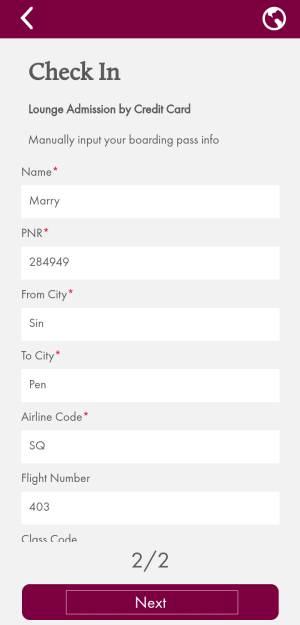 Check In
Lounge Admission by Credit Card
Manually input your boarding pass info
Name*
Marry
PNR*
284949
From City*
Sin
To City*
Pen
Airline Code*
SQ
Flight Number
403
Class Code
2/2
Next